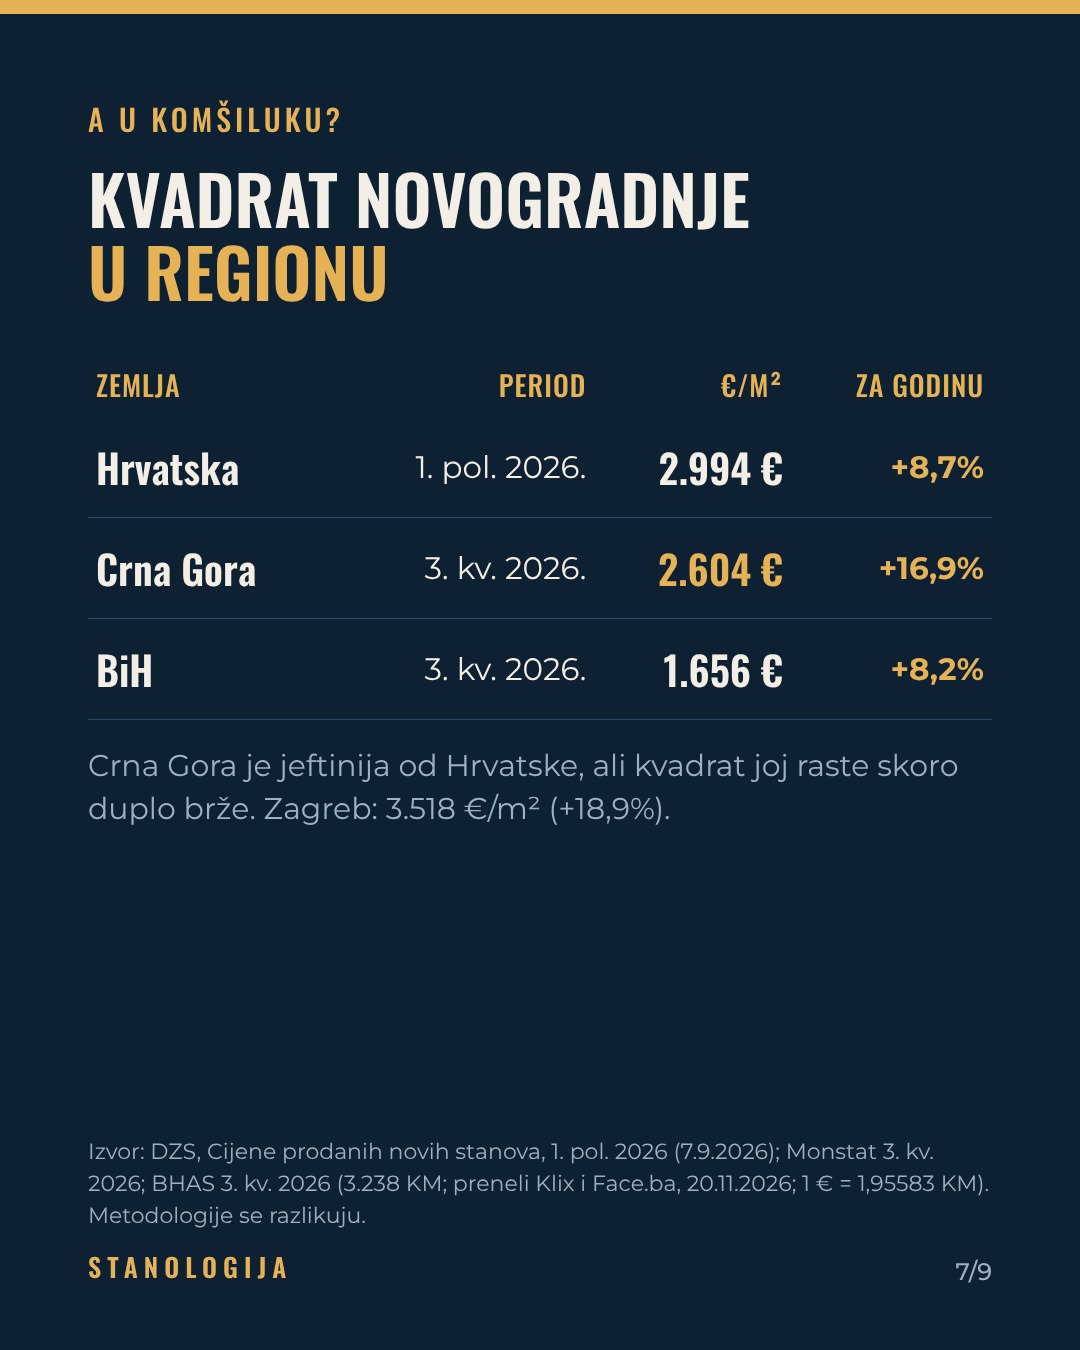 A U KOMŠILUKU?
KVADRAT NOVOGRADNJE
U REGIONU
ZEMLJA PERIOD €/M² ZA GODINU
Hrvatska 1. pol. 2026. 2.994 € +8,7%
Crna Gora 3. kv. 2026. 2.604 € +16,9%
BiH 3. kv. 2026. 1.656 € +8,2%
Crna Gora je jeftinija od Hrvatske, ali kvadrat joj raste skoro
duplo brže. Zagreb: 3.518 €/m² (+18,9%).
Izvor: DZS, Cijene prodanih novih stanova, 1. pol. 2026 (7.9.2026); Monstat 3. kv.
2026; BHAS 3. kv. 2026 (3.238 KM; preneli Klix i Face.ba, 20.11.2026; 1 € = 1,95583 KM).
Metodologije se razlikuju.
STANOLOGIJA 7/9